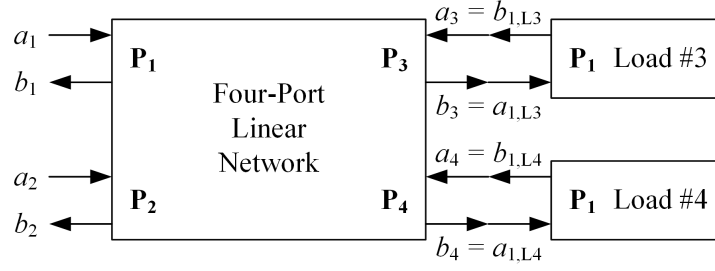 a₁
b₁
a₂
b₂
P₁
P₂
Four-Port
Linear
Network
P₃
P₄
a₃ = b₁,L3
b₃ = a₁,L3
a₄ = b₁,L4
b₄ = a₁,L4
P₁ Load #3
P₁ Load #4